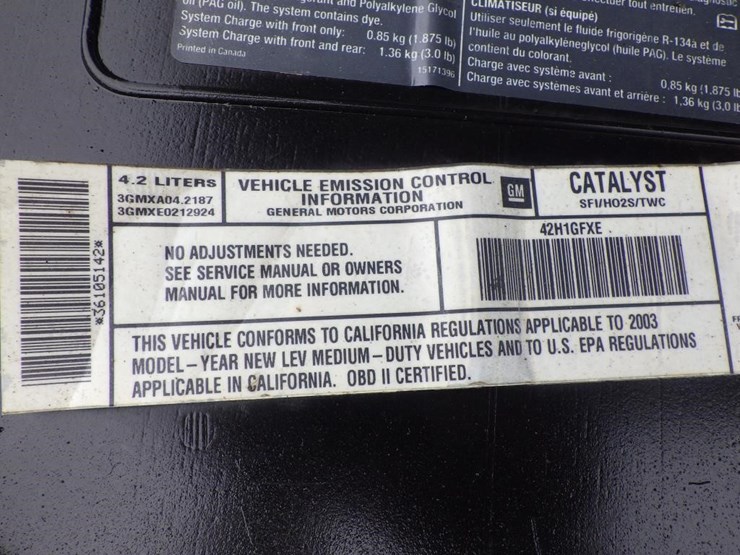 and Polyalkylene Glycol
oil (PAG oil). The system contains dye.
System Charge with front only: 0.85 kg (1.875 lb)
System Charge with front and rear: 1.36 kg (3.0 lb)
Printed in Canada
15171396
CLIMATISEUR (si équipé)
tout entretien.
Utiliser seulement le fluide frigorigène R-134a et de
l'huile au polyalkylèneglycol (huile PAG). Le système
contient du colorant.
Charge avec système avant : 0,85 kg (1.875 lb
Charge avec systèmes avant et arrière : 1,36 kg (3,0 lb
*36105142*
4.2 LITERS
3GMXA04.2187
3GMXE0212924
VEHICLE EMISSION CONTROL
INFORMATION
GENERAL MOTORS CORPORATION
GM
CATALYST
SFI/HO2S/TWC
NO ADJUSTMENTS NEEDED.
SEE SERVICE MANUAL OR OWNERS
MANUAL FOR MORE INFORMATION.
42H1GFXE
THIS VEHICLE CONFORMS TO CALIFORNIA REGULATIONS APPLICABLE TO 2003
MODEL-YEAR NEW LEV MEDIUM-DUTY VEHICLES AND TO U.S. EPA REGULATIONS
APPLICABLE IN CALIFORNIA. OBD II CERTIFIED.